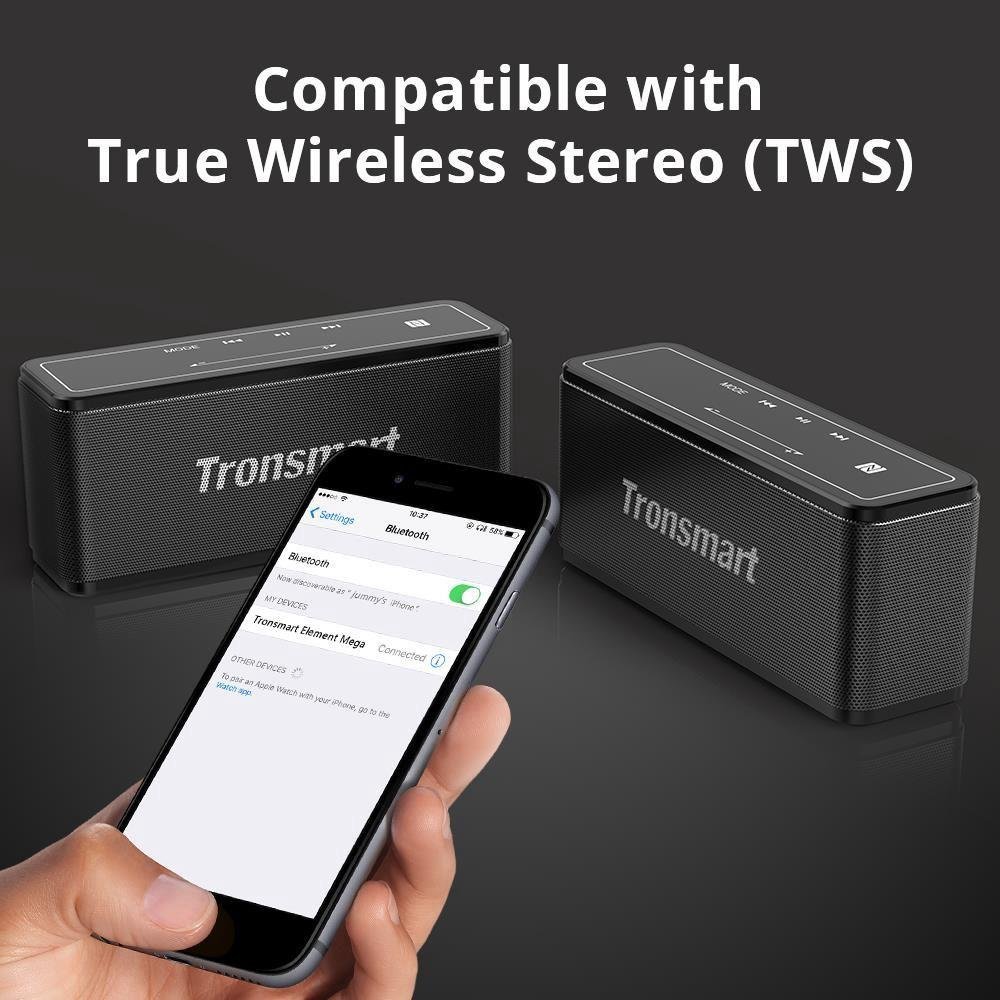 Compatible with
True Wireless Stereo (TWS)
MODE
Tronsmart
MODE
Tronsmart
10:37
58%
Settings
Bluetooth
Bluetooth
Now discoverable as "jummy's iPhone".
MY DEVICES
Tronsmart Element Mega Connected
OTHER DEVICES
To pair an Apple Watch with your iPhone, go to the
Watch app.